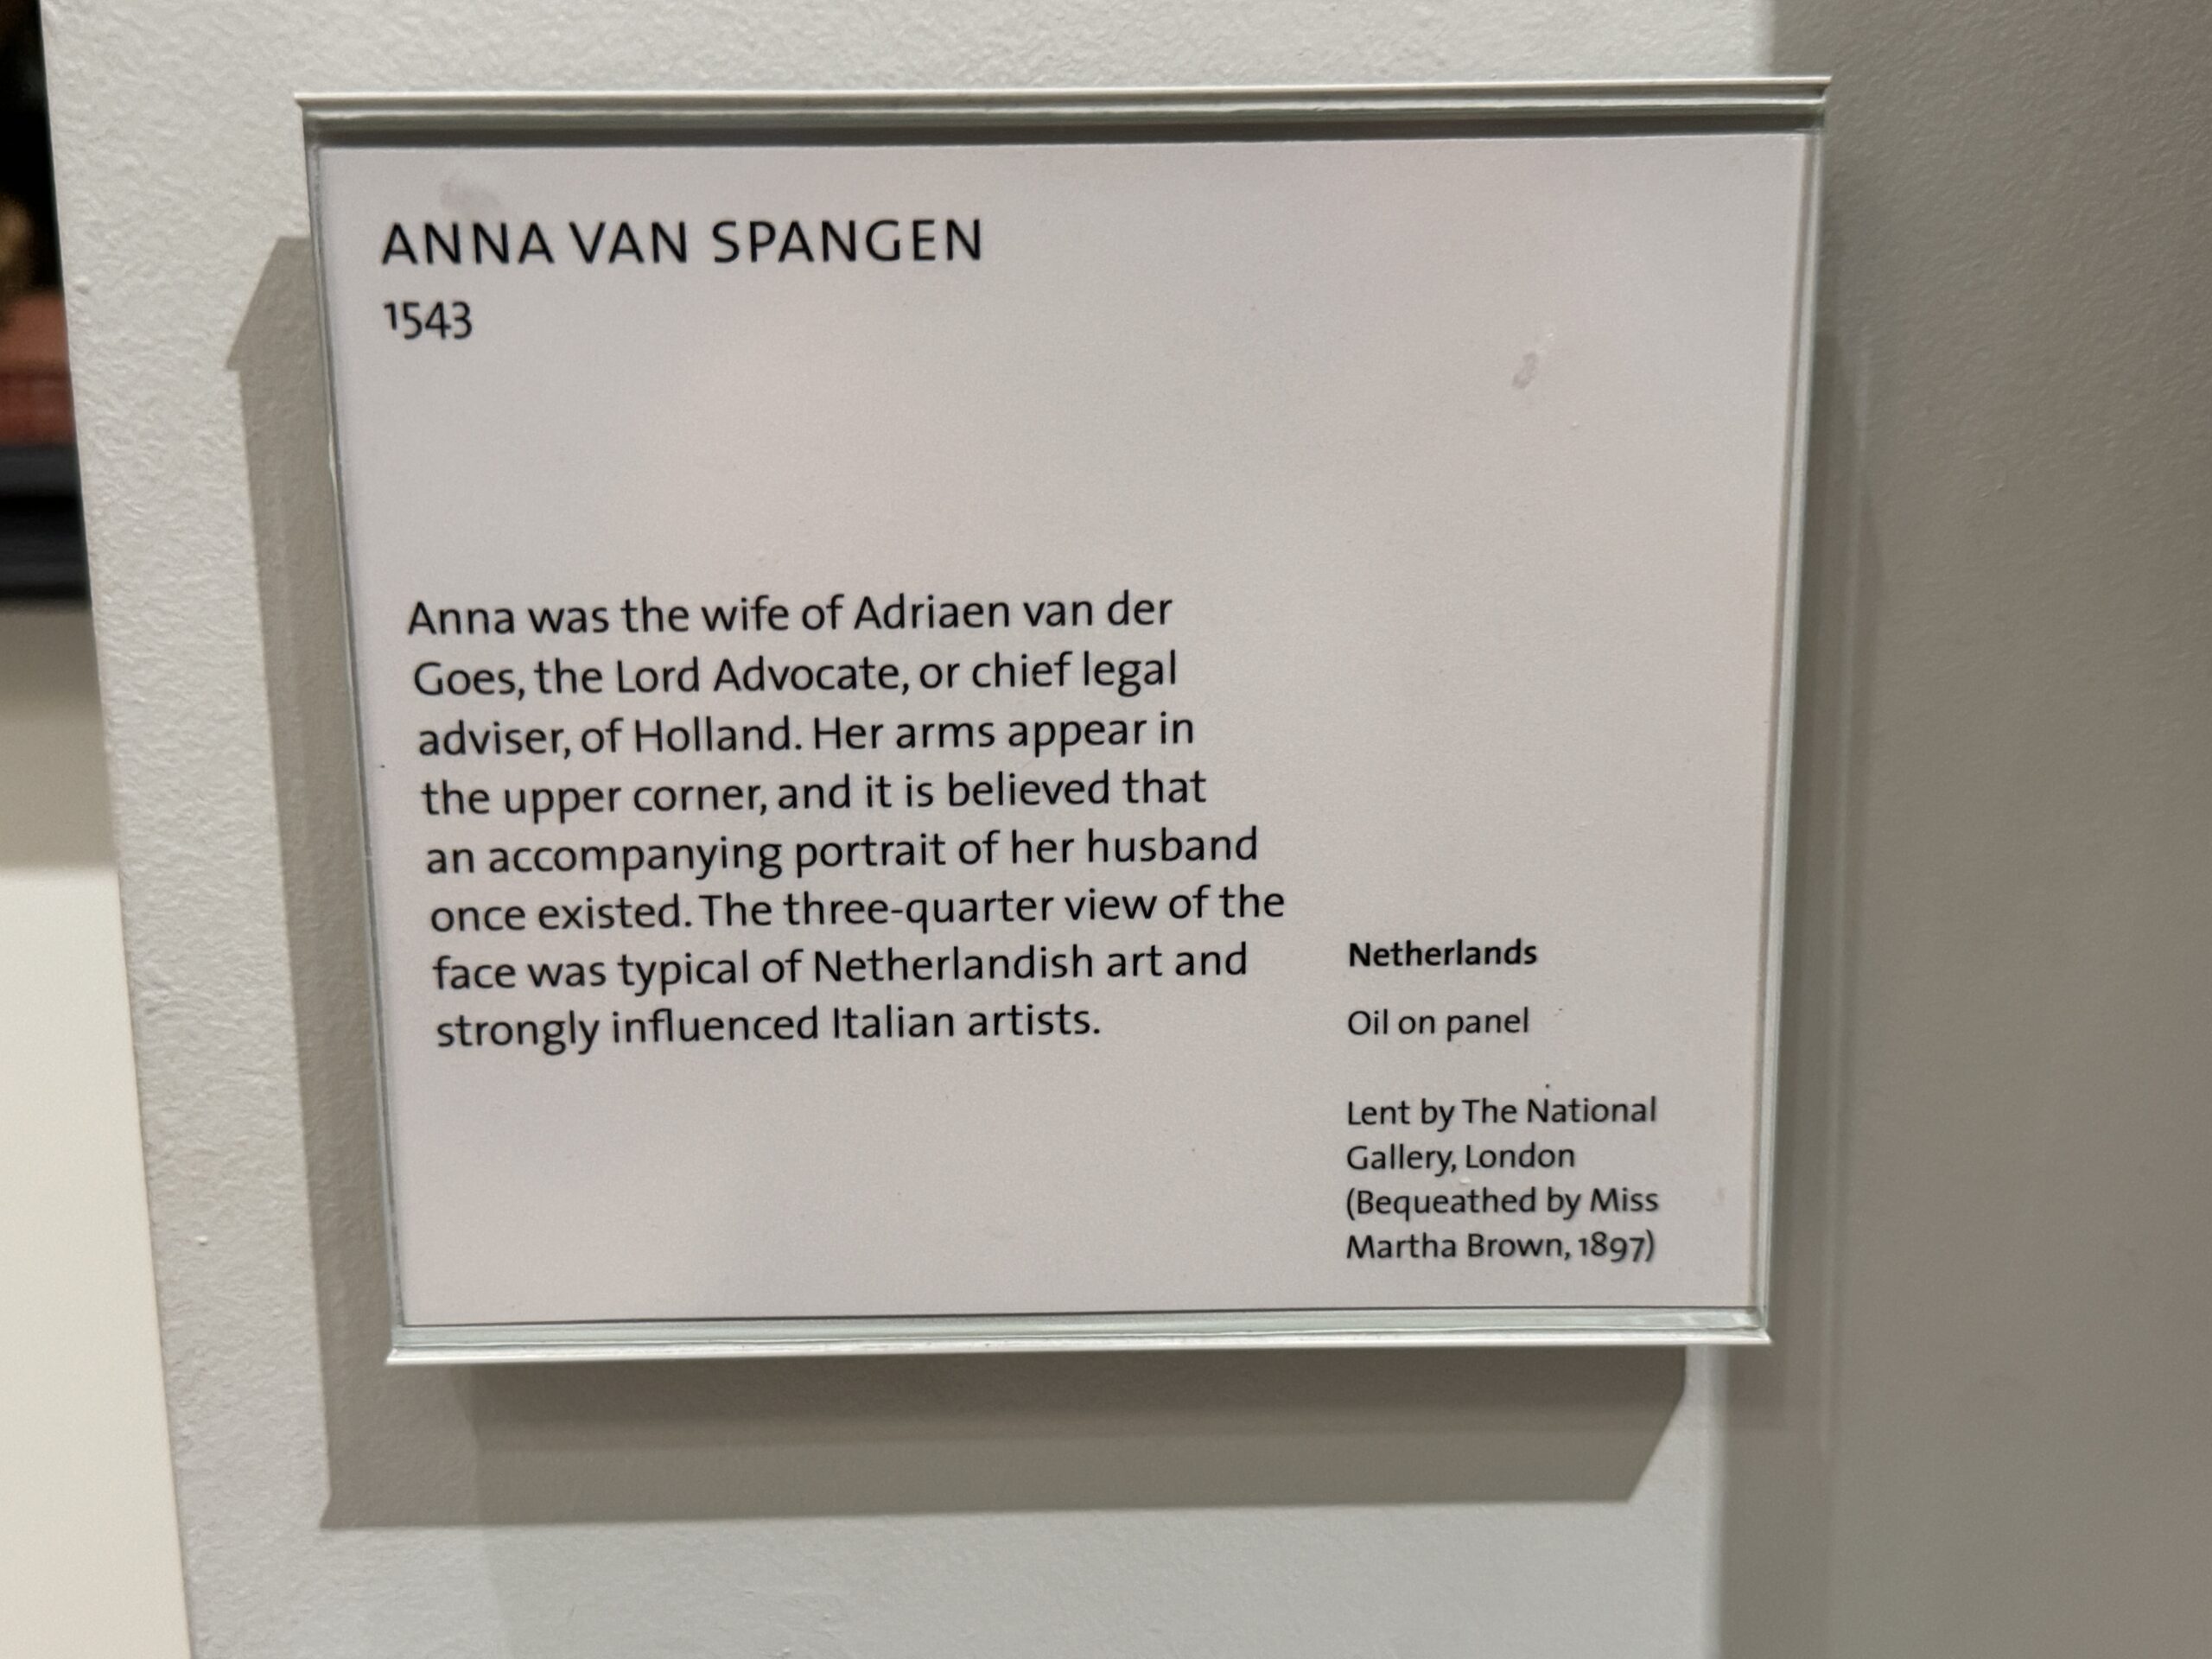 ANNA VAN SPANGEN
1543
Anna was the wife of Adriaen van der
Goes, the Lord Advocate, or chief legal
adviser, of Holland. Her arms appear in
the upper corner, and it is believed that
an accompanying portrait of her husband
once existed. The three-quarter view of the
face was typical of Netherlandish art and
strongly influenced Italian artists.
Netherlands
Oil on panel
Lent by The National
Gallery, London
(Bequeathed by Miss
Martha Brown, 1897)